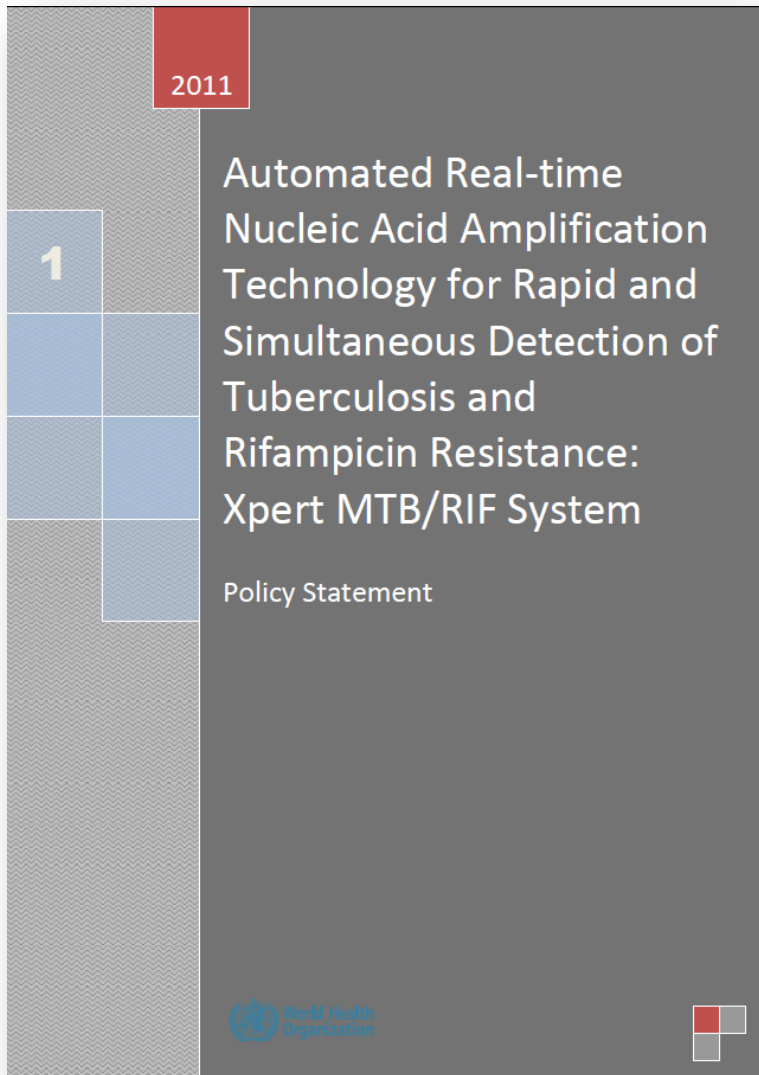 2011
1
Automated Real-time
Nucleic Acid Amplification
Technology for Rapid and
Simultaneous Detection of
Tuberculosis and
Rifampicin Resistance:
Xpert MTB/RIF System
Policy Statement
World Health
Organization